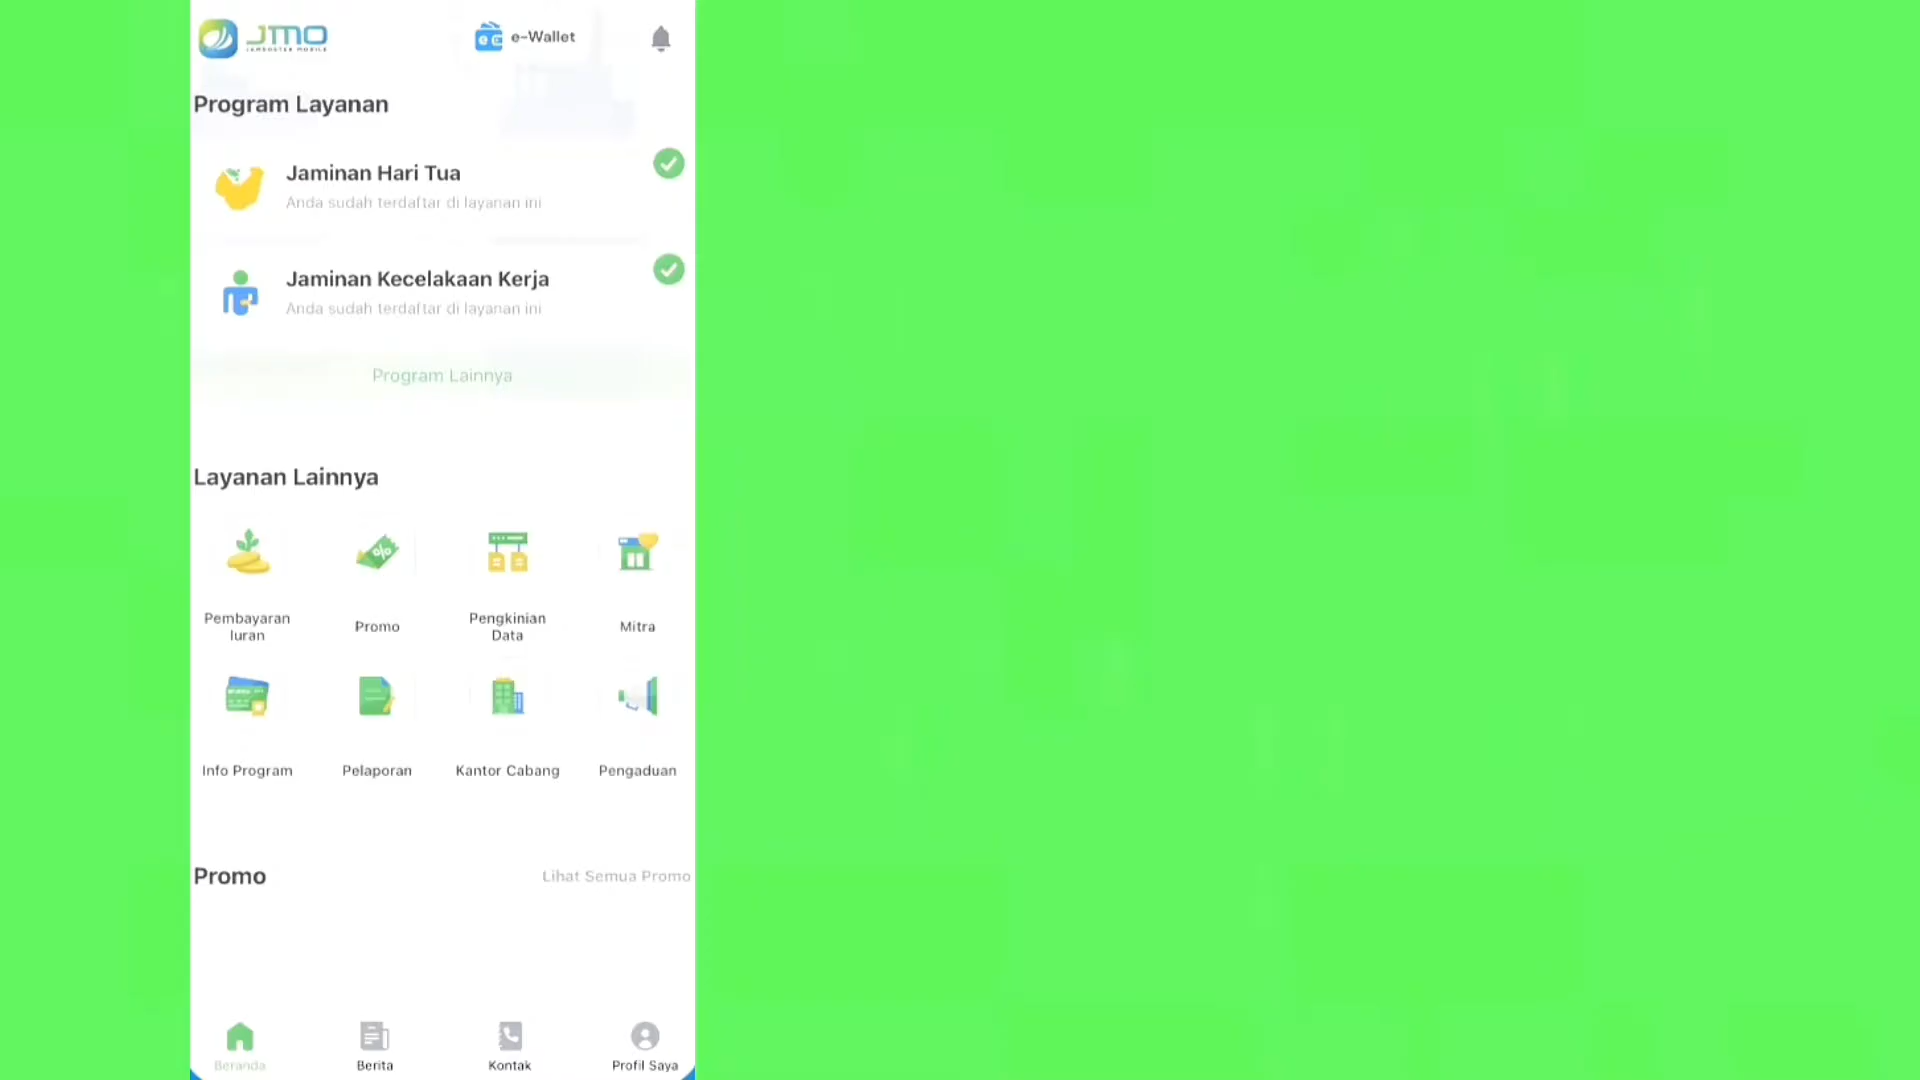 JMO
JAMSOSTEK MOBILE
e-Wallet
Program Layanan
Jaminan Hari Tua
Anda sudah terdaftar di layanan ini
Jaminan Kecelakaan Kerja
Anda sudah terdaftar di layanan ini
Program Lainnya
Layanan Lainnya
Pembayaran Iuran
Promo
Pengkinian Data
Mitra
Info Program
Pelaporan
Kantor Cabang
Pengaduan
Promo
Lihat Semua Promo
Beranda
Berita
Kontak
Profil Saya